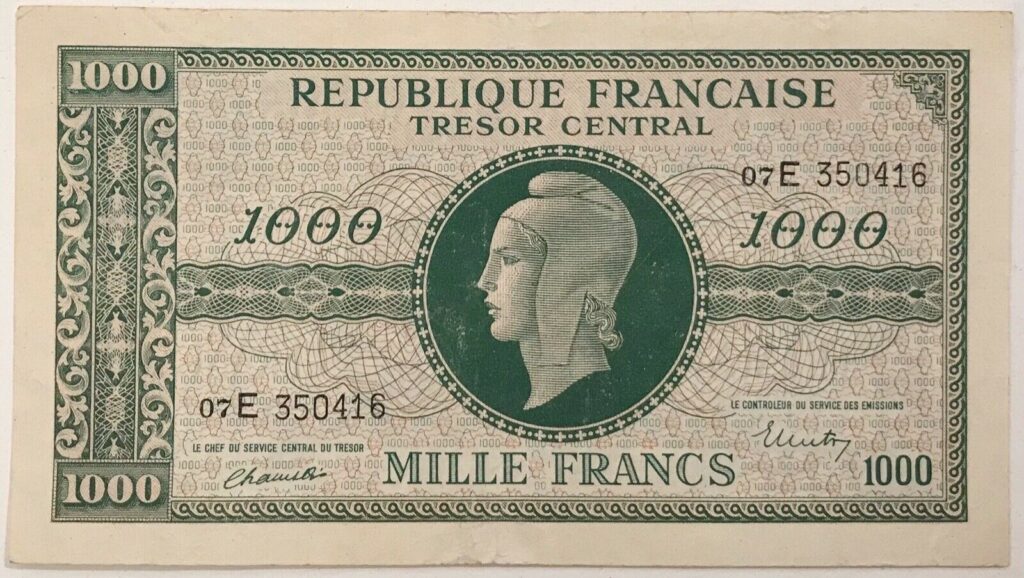 1000
REPUBLIQUE FRANCAISE
TRESOR CENTRAL
07E 350416
1000
1000
07E 350416
LE CONTROLEUR DU SERVICE DES EMISSIONS
LE CHEF DU SERVICE CENTRAL DU TRESOR
MILLE FRANCS
1000
1000